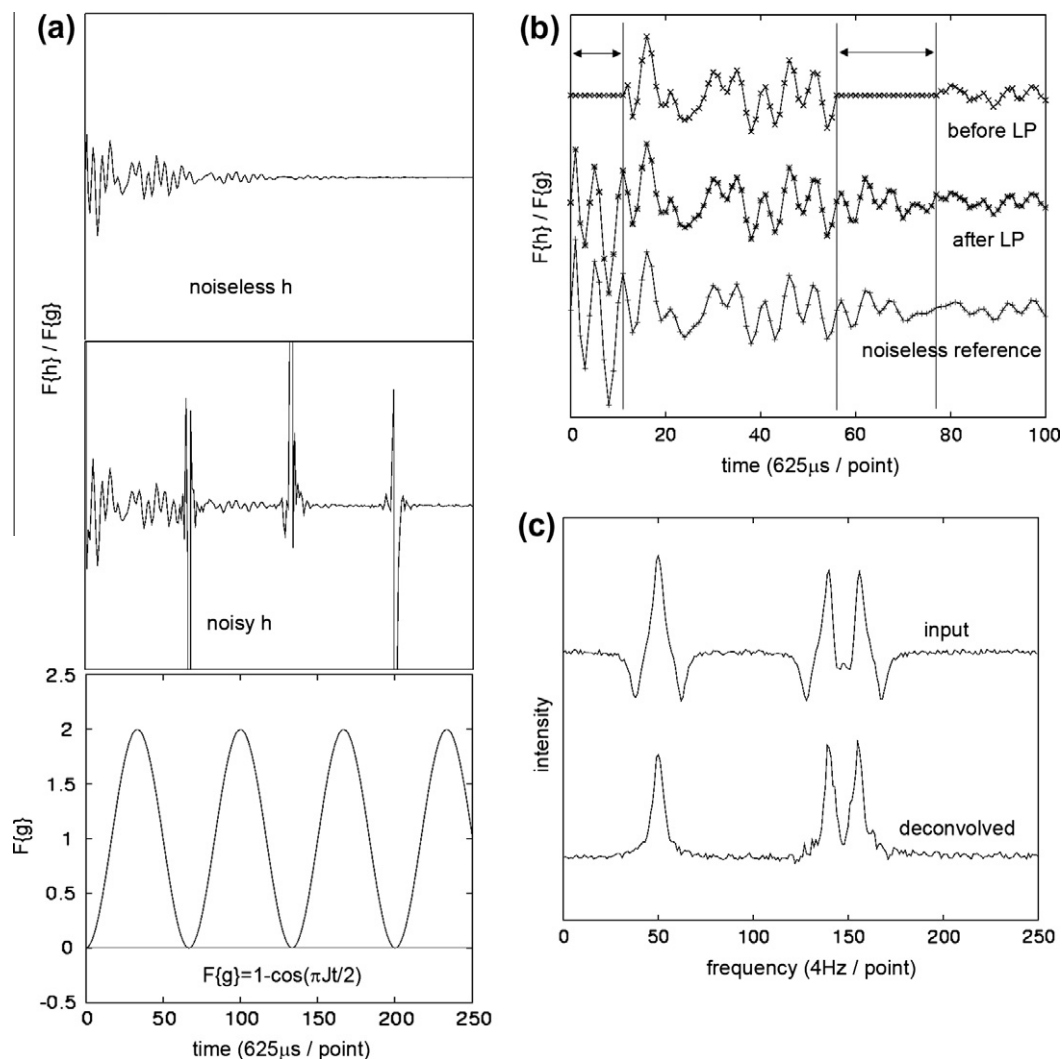 (a)
noiseless h
F{h} / F{g}
noisy h
2.5
2
1.5
1
0.5
0
-0.5
F{g}
F{g}=1-cos(πJt/2)
0 50 100 150 200 250
time (625μs / point)
(b)
F{h} / F{g}
before LP
after LP
noiseless reference
0 20 40 60 80 100
time (625μs / point)
(c)
intensity
input
deconvolved
0 50 100 150 200 250
frequency (4Hz / point)